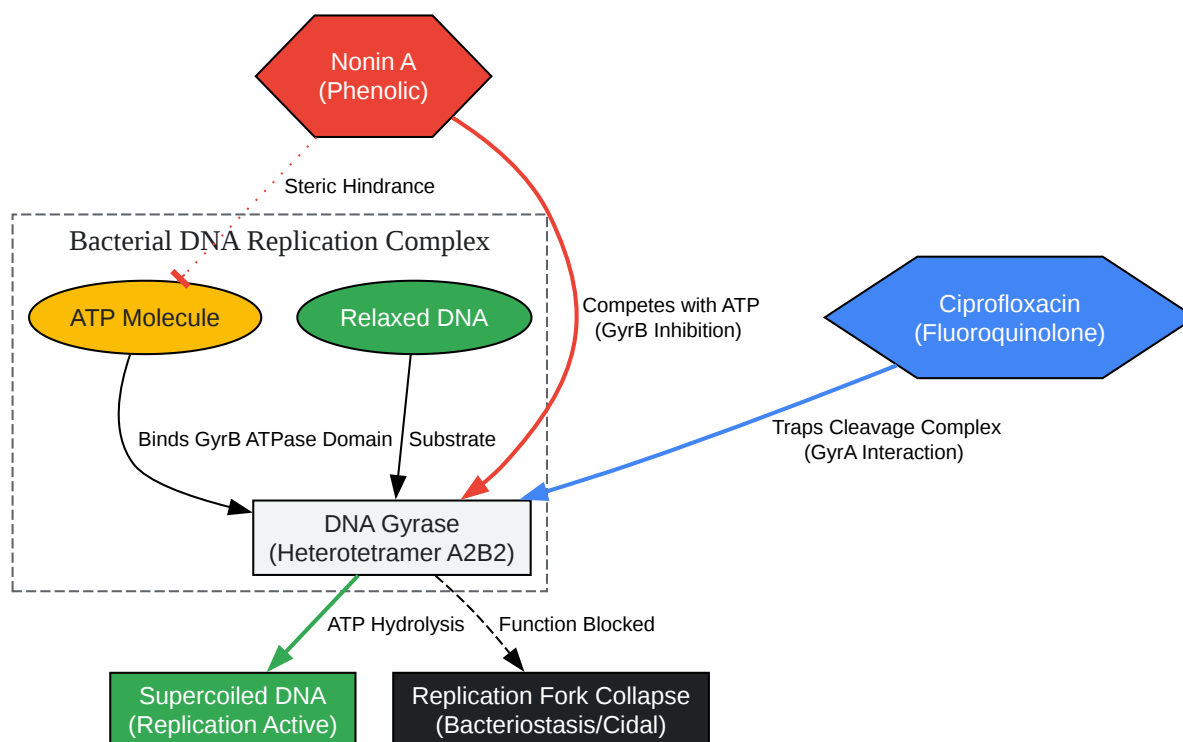 Nonin A
(Phenolic)
Steric Hindrance
Bacterial DNA Replication Complex
ATP Molecule
Relaxed DNA
Competes with ATP
(GyrB Inhibition)
Ciprofloxacin
(Fluoroquinolone)
Binds GyrB ATPase Domain
Substrate
Traps Cleavage Complex
(GyrA Interaction)
DNA Gyrase
(Heterotetramer A2B2)
ATP Hydrolysis
Function Blocked
Supercoiled DNA
(Replication Active)
Replication Fork Collapse
(Bacteriostasis/Cidal)